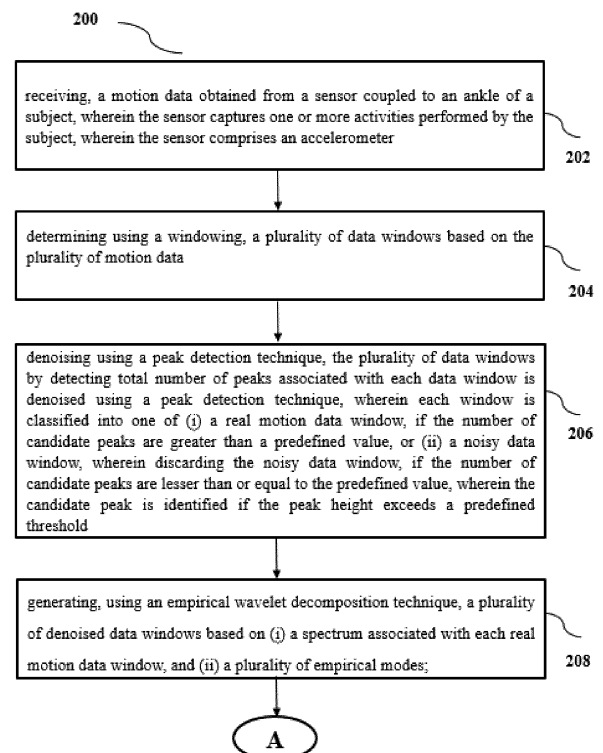 200
receiving, a motion data obtained from a sensor coupled to an ankle of a
subject, wherein the sensor captures one or more activities performed by the
subject, wherein the sensor comprises an accelerometer
202
determining using a windowing, a plurality of data windows based on the
plurality of motion data
204
denoising using a peak detection technique, the plurality of data windows
by detecting total number of peaks associated with each data window is
denoised using a peak detection technique, wherein each window is
classified into one of (i) a real motion data window, if the number of
candidate peaks are greater than a predefined value, or (ii) a noisy data
window, wherein discarding the noisy data window, if the number of
candidate peaks are lesser than or equal to the predefined value, wherein the
candidate peak is identified if the peak height exceeds a predefined
threshold
206
generating, using an empirical wavelet decomposition technique, a plurality
of denoised data windows based on (i) a spectrum associated with each real
motion data window, and (ii) a plurality of empirical modes;
208
A